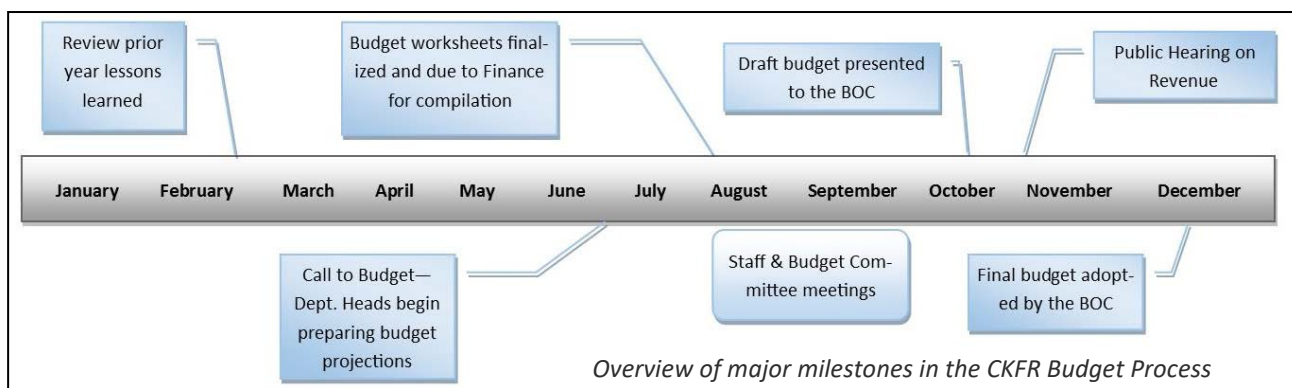 Review prior
year lessons
learned
Budget worksheets final-
ized and due to Finance
for compilation
Draft budget presented
to the BOC
Public Hearing on
Revenue
January February March April May June July August September October November December
Call to Budget—
Dept. Heads begin
preparing budget
projections
Staff & Budget Com-
mittee meetings
Final budget adopt-
ed by the BOC
Overview of major milestones in the CKFR Budget Process